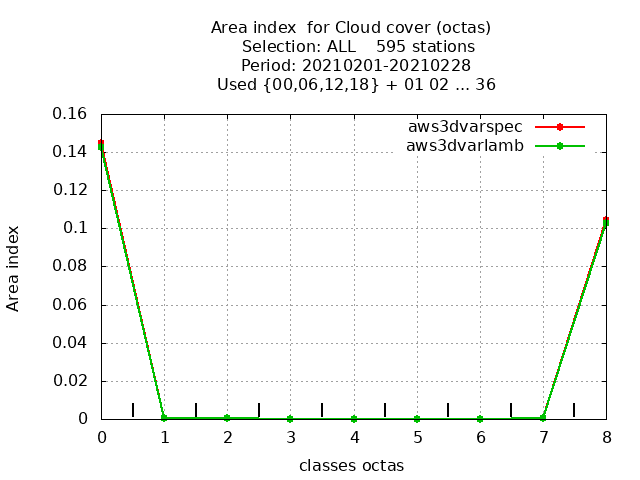 Area index  for Cloud cover (octas)
Selection: ALL    595 stations
Period: 20210201-20210228
Used {00,06,12,18} + 01 02 ... 36
aws3dvarspec
aws3dvarlamb
0.16
0.14
0.12
0.1
0.08
0.06
0.04
0.02
0
Area index
0 1 2 3 4 5 6 7 8
classes octas